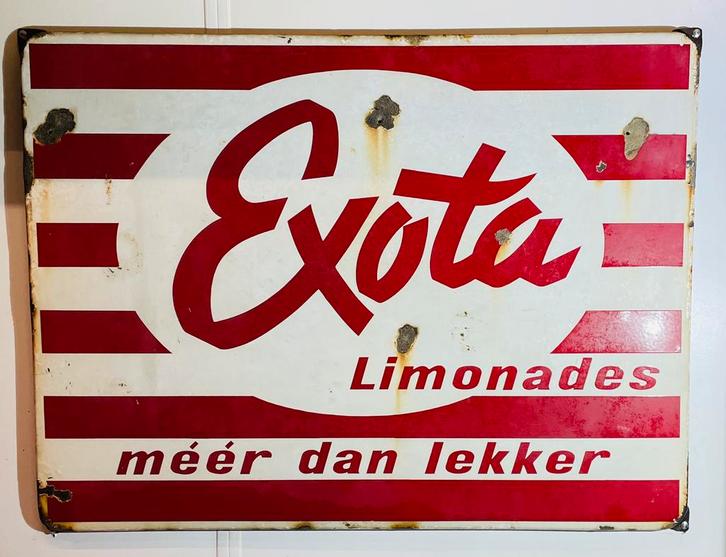 Exota
Limonades
méér dan lekker